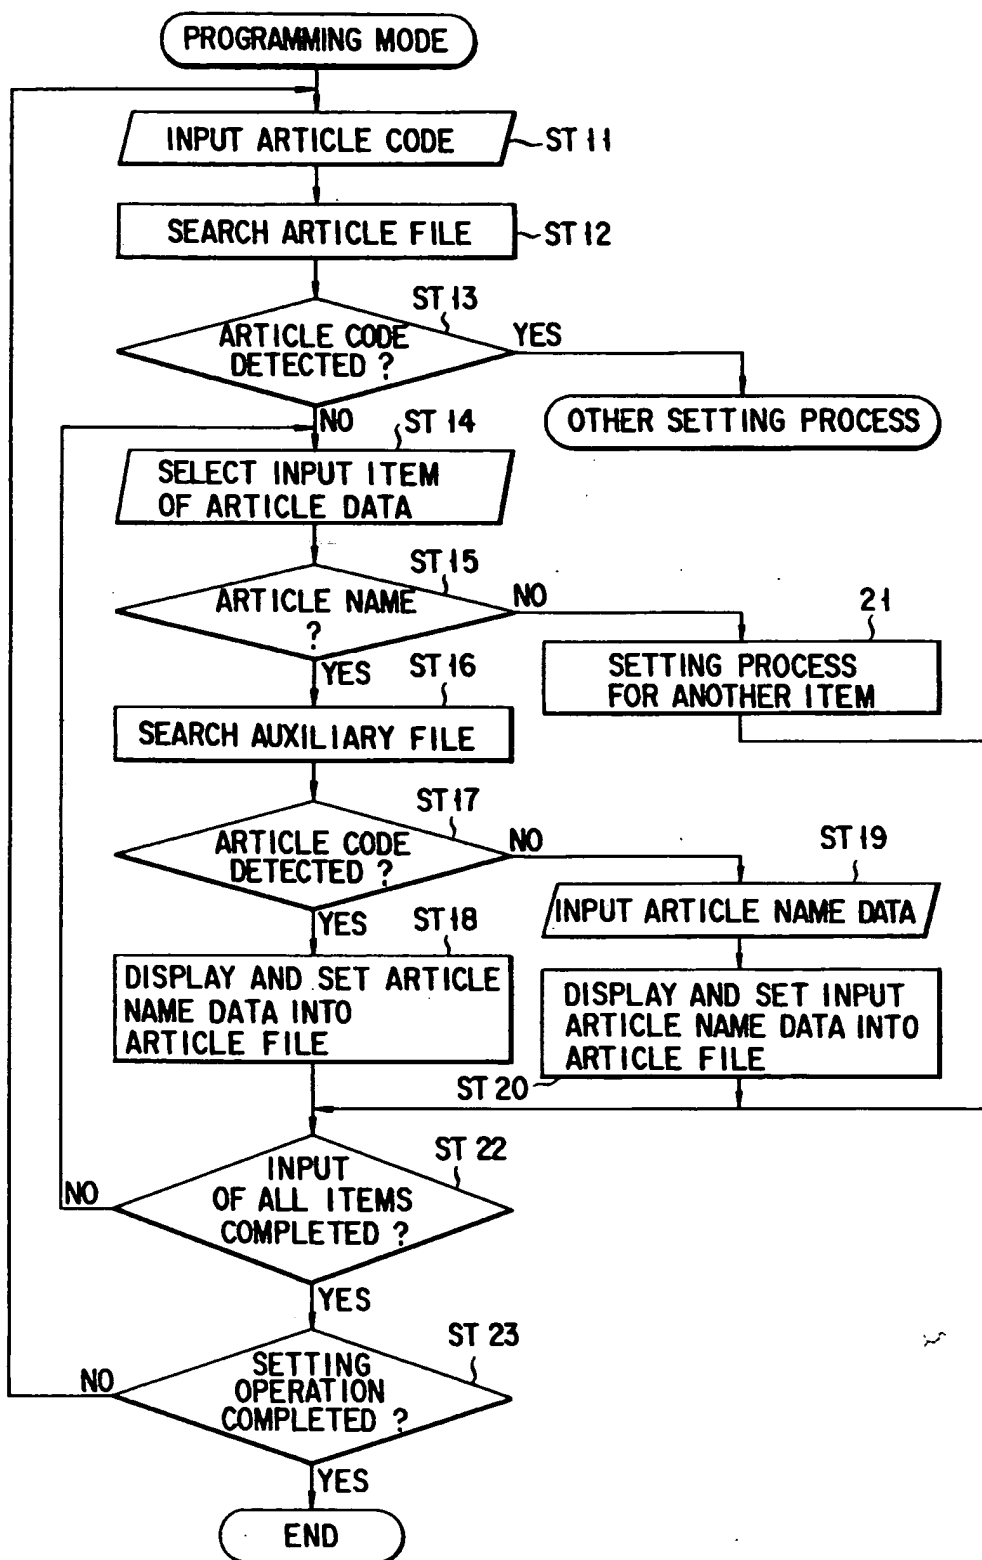 PROGRAMMING MODE
INPUT ARTICLE CODE
ST 11
SEARCH ARTICLE FILE
ST 12
ST 13
ARTICLE CODE
DETECTED ?
YES
OTHER SETTING PROCESS
NO
ST 14
SELECT INPUT ITEM
OF ARTICLE DATA
ST 15
ARTICLE NAME
?
NO
21
SETTING PROCESS
FOR ANOTHER ITEM
YES
ST 16
SEARCH AUXILIARY FILE
ST 17
ARTICLE CODE
DETECTED ?
NO
ST 19
INPUT ARTICLE NAME DATA
YES
ST 18
DISPLAY AND SET ARTICLE
NAME DATA INTO
ARTICLE FILE
DISPLAY AND SET INPUT
ARTICLE NAME DATA INTO
ARTICLE FILE
ST 20
ST 22
INPUT
OF ALL ITEMS
COMPLETED ?
NO
YES
ST 23
SETTING
OPERATION
COMPLETED ?
NO
YES
END